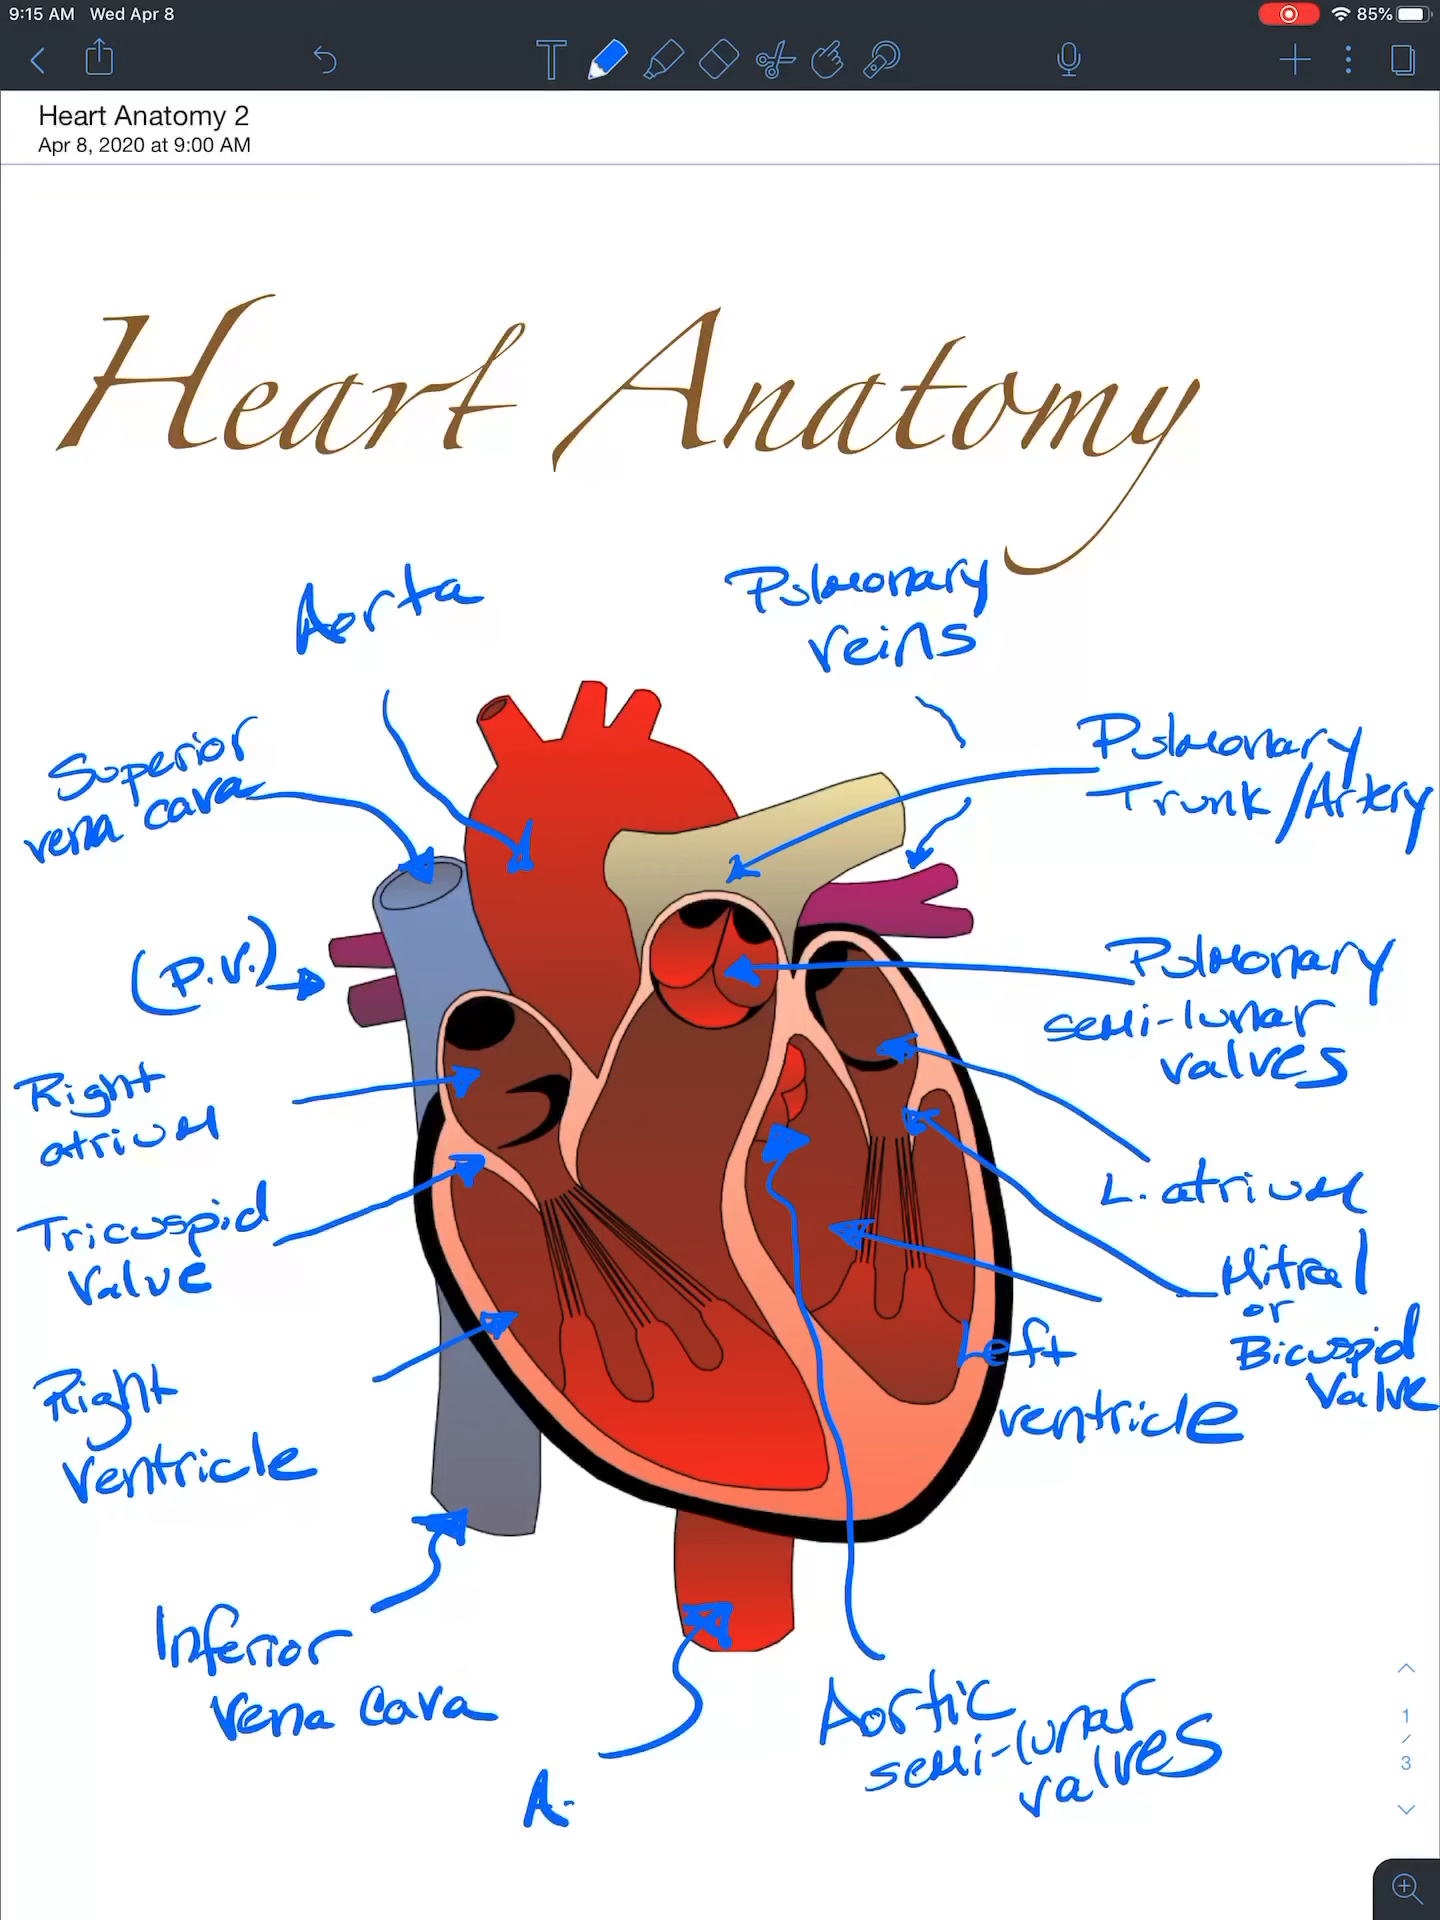 9:15 AM Wed Apr 8
85%
T
Heart Anatomy 2
Apr 8, 2020 at 9:00 AM
Heart Anatomy
Aorta
Pulmonary
veins
Superior
vena cava
Pulmonary
Trunk/Artery
(P.V.)
Pulmonary
semi-lunar
valves
Right
atrium
L. atrium
Tricuspid
Valve
Mitral
or
Bicuspid
Valve
Left
ventricle
Right
ventricle
Inferior
vena cava
Aortic
semi-lunar
valves
A.
1
/
3